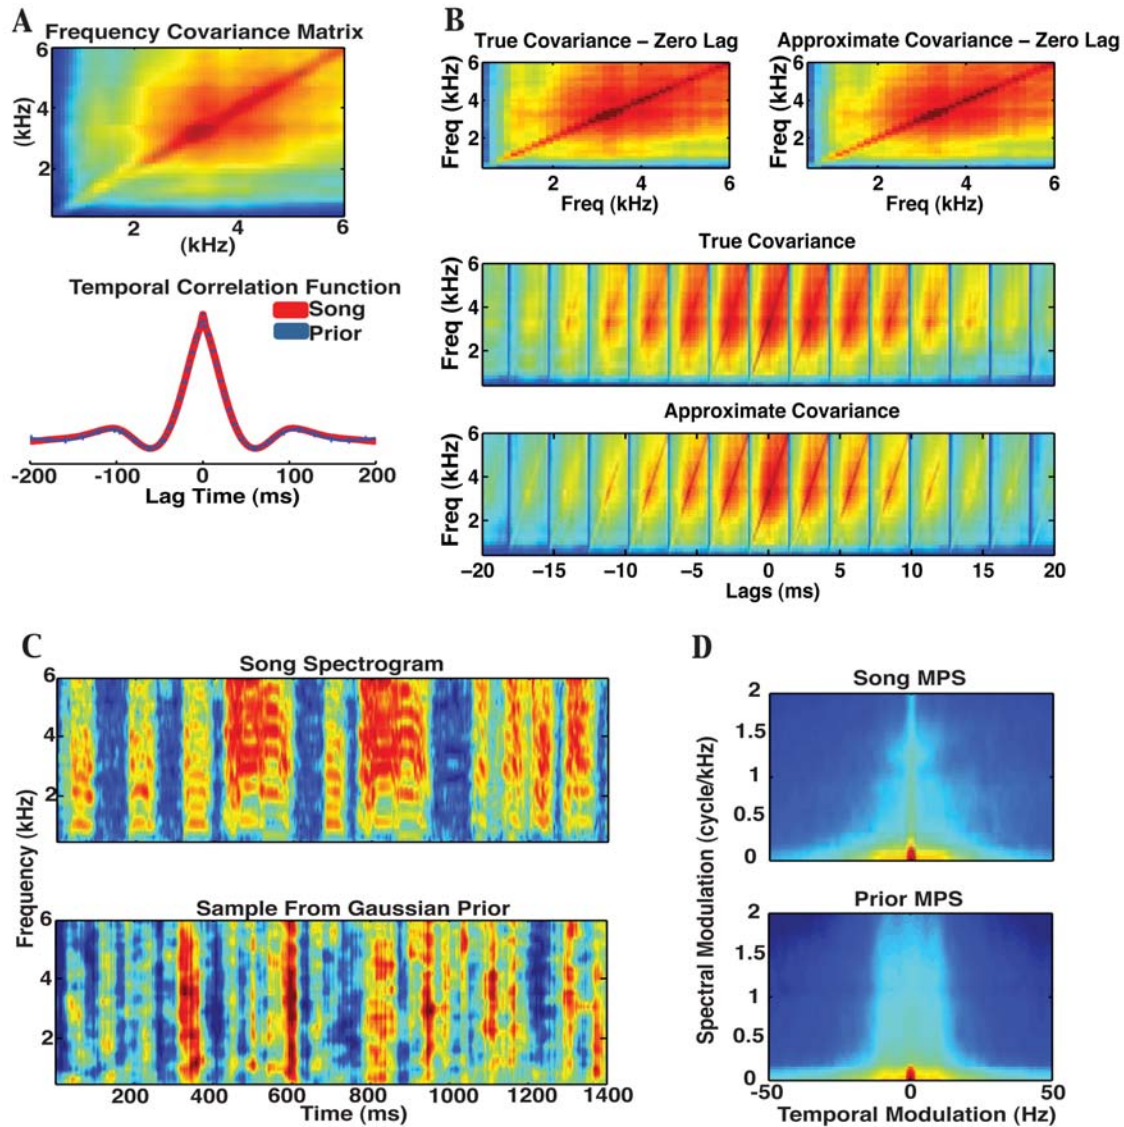 A
Frequency Covariance Matrix
6
4
2
(kHz)
2 4 6
(kHz)
Temporal Correlation Function
Song
Prior
-200 -100 0 100 200
Lag Time (ms)
B
True Covariance – Zero Lag
6
4
2
Freq (kHz)
2 4 6
Freq (kHz)
Approximate Covariance – Zero Lag
6
4
2
Freq (kHz)
2 4 6
Freq (kHz)
True Covariance
6
4
2
Freq (kHz)
Approximate Covariance
6
4
2
Freq (kHz)
−20 −15 −10 −5 0 5 10 15 20
Lags (ms)
C
Song Spectrogram
6
4
2
Frequency (kHz)
Sample From Gaussian Prior
6
4
2
200 400 600 800 1000 1200 1400
Time (ms)
D
Song MPS
2
1.5
1
0.5
0
Spectral Modulation (cycle/kHz)
Prior MPS
2
1.5
1
0.5
0
-50 0 50
Temporal Modulation (Hz)